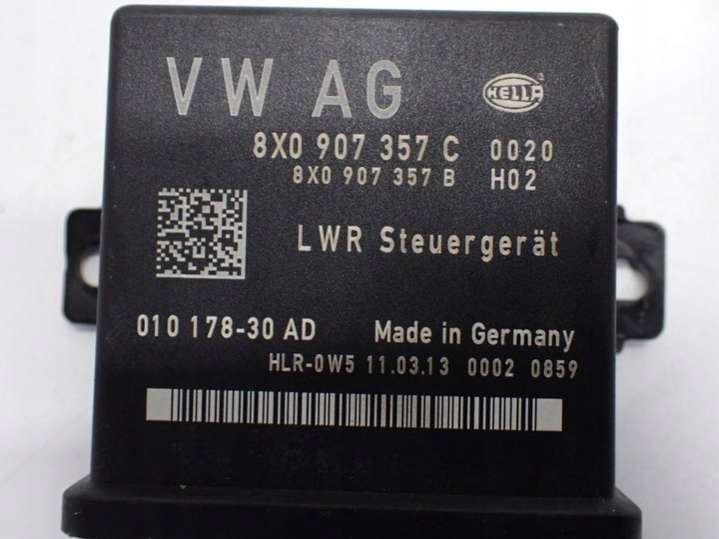 VW AG HELLA
8X0 907 357 C 0020
8X0 907 357 B H02
LWR Steuergerät
010 178-30 AD Made in Germany
HLR-0W5 11.03.13 0002 0859